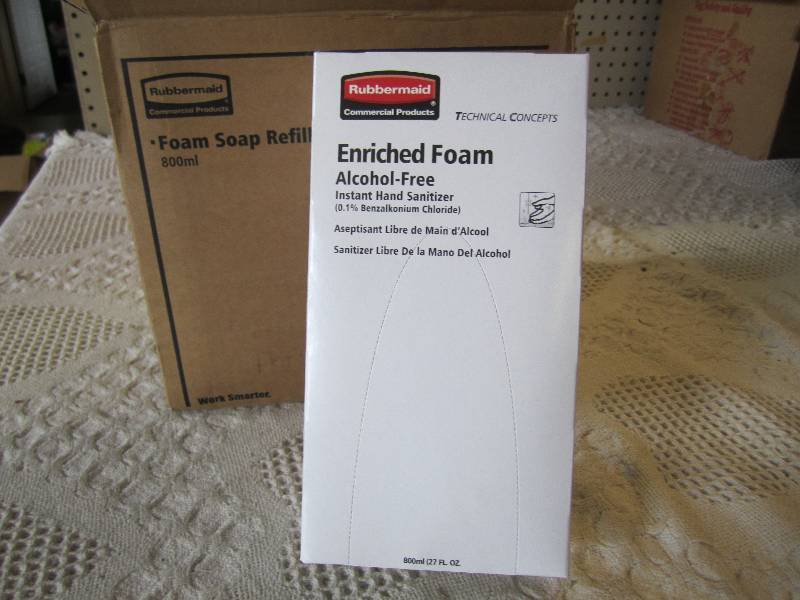 Rubbermaid
Commercial Products
·Foam Soap Refill
800ml
Work Smarter.
Rubbermaid
Commercial Products
TECHNICAL CONCEPTS
Enriched Foam
Alcohol-Free
Instant Hand Sanitizer
(0.1% Benzalkonium Chloride)
Aseptisant Libre de Main d'Alcool
Sanitizer Libre De la Mano Del Alcohol
800ml (27 FL. OZ.